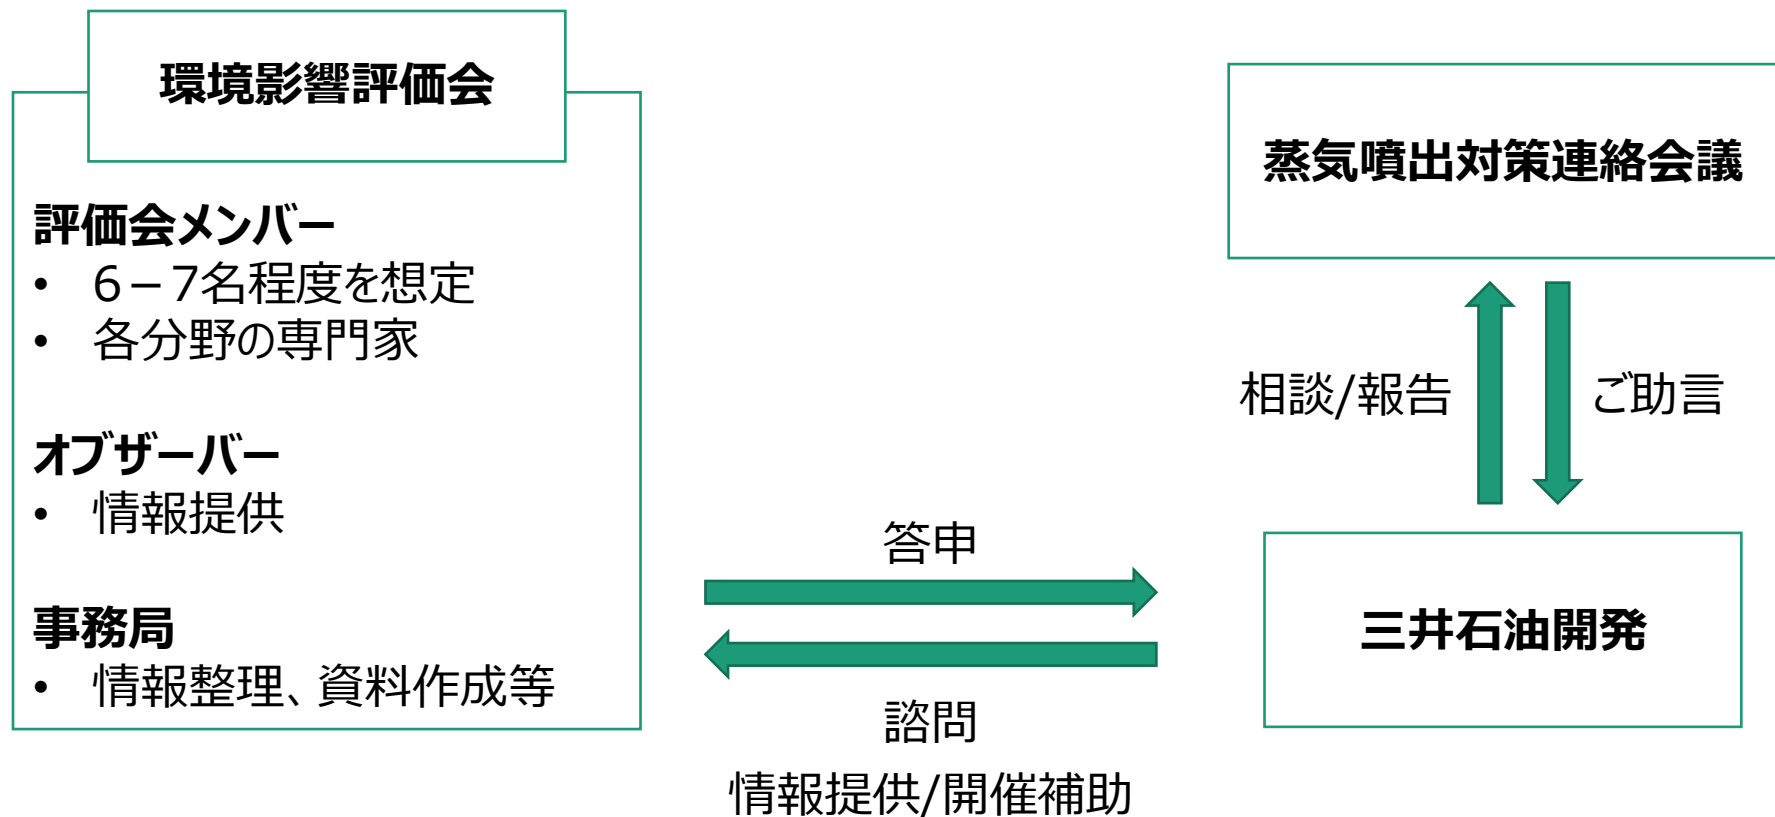 環境影響評価会
評価会メンバー
• 6－7名程度を想定
• 各分野の専門家
オブザーバー
• 情報提供
事務局
• 情報整理、資料作成等
答申
諮問
情報提供/開催補助
蒸気噴出対策連絡会議
相談/報告
ご助言
三井石油開発